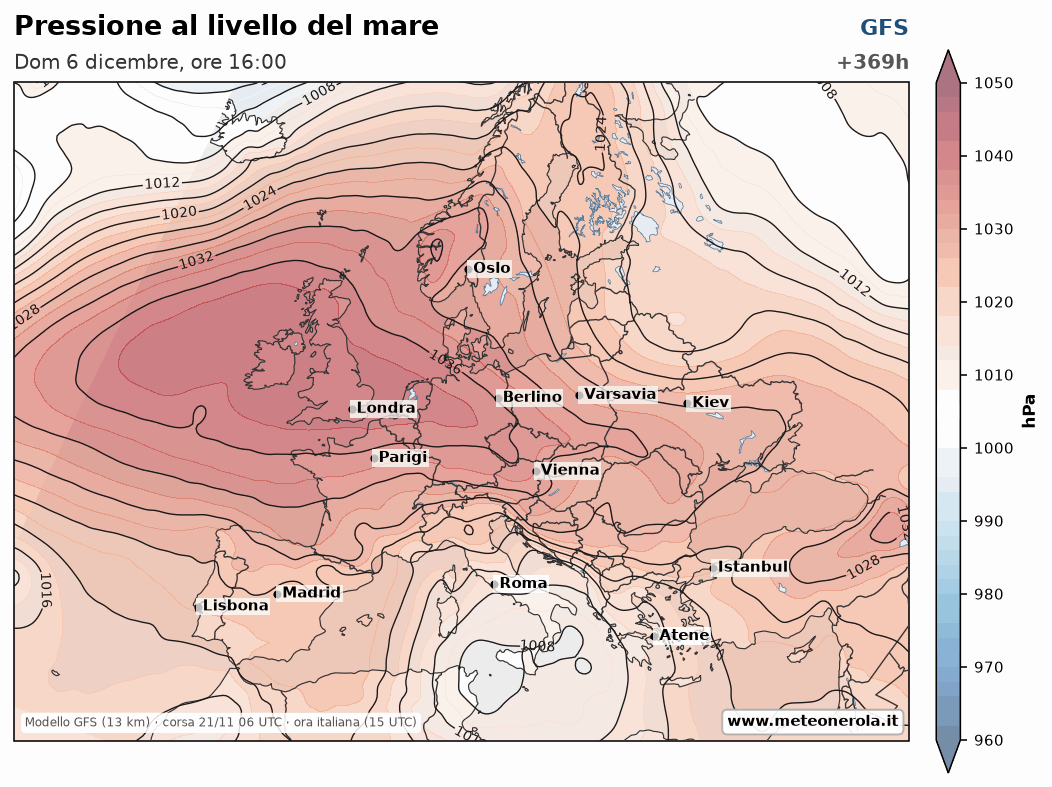 Pressione al livello del mare
GFS
Dom 6 dicembre, ore 16:00
+369h
1008
1012
1020
1024
1032
1028
1024
1012
1036
1028
1016
1008
Oslo
Londra
Berlino
Varsavia
Kiev
Parigi
Vienna
Istanbul
Roma
Madrid
Lisbona
Atene
Modello GFS (13 km) · corsa 21/11 06 UTC · ora italiana (15 UTC)
www.meteonerola.it
1050
1040
1030
1020
1010
1000
990
980
970
960
hPa